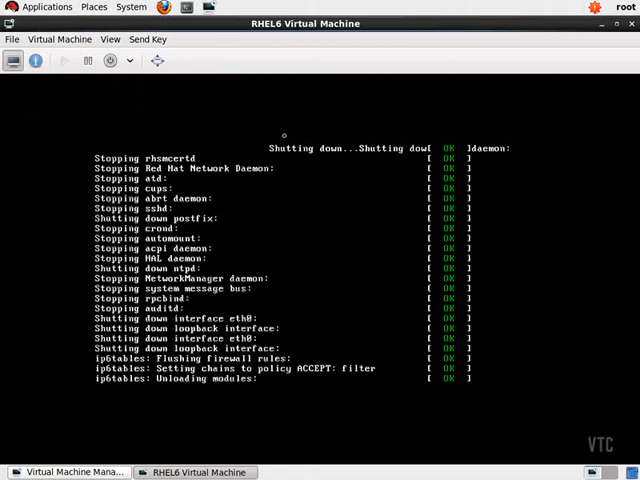 Applications Places System root
RHEL6 Virtual Machine
File Virtual Machine View Send Key
Shutting down...Shutting dow[ OK ]daemon:
Stopping rhsmcertd [ OK ]
Stopping Red Hat Network Daemon: [ OK ]
Stopping atd: [ OK ]
Stopping cups: [ OK ]
Stopping abrt daemon: [ OK ]
Stopping sshd: [ OK ]
Shutting down postfix: [ OK ]
Stopping crond: [ OK ]
Stopping automount: [ OK ]
Stopping acpi daemon: [ OK ]
Stopping HAL daemon: [ OK ]
Shutting down ntpd: [ OK ]
Stopping NetworkManager daemon: [ OK ]
Stopping system message bus: [ OK ]
Stopping rpcbind: [ OK ]
Stopping auditd: [ OK ]
Shutting down interface eth0: [ OK ]
Shutting down loopback interface: [ OK ]
Shutting down interface eth0: [ OK ]
Shutting down loopback interface: [ OK ]
ip6tables: Flushing firewall rules: [ OK ]
ip6tables: Setting chains to policy ACCEPT: filter [ OK ]
ip6tables: Unloading modules: [ OK ]
VTC
Virtual Machine Mana... RHEL6 Virtual Machine